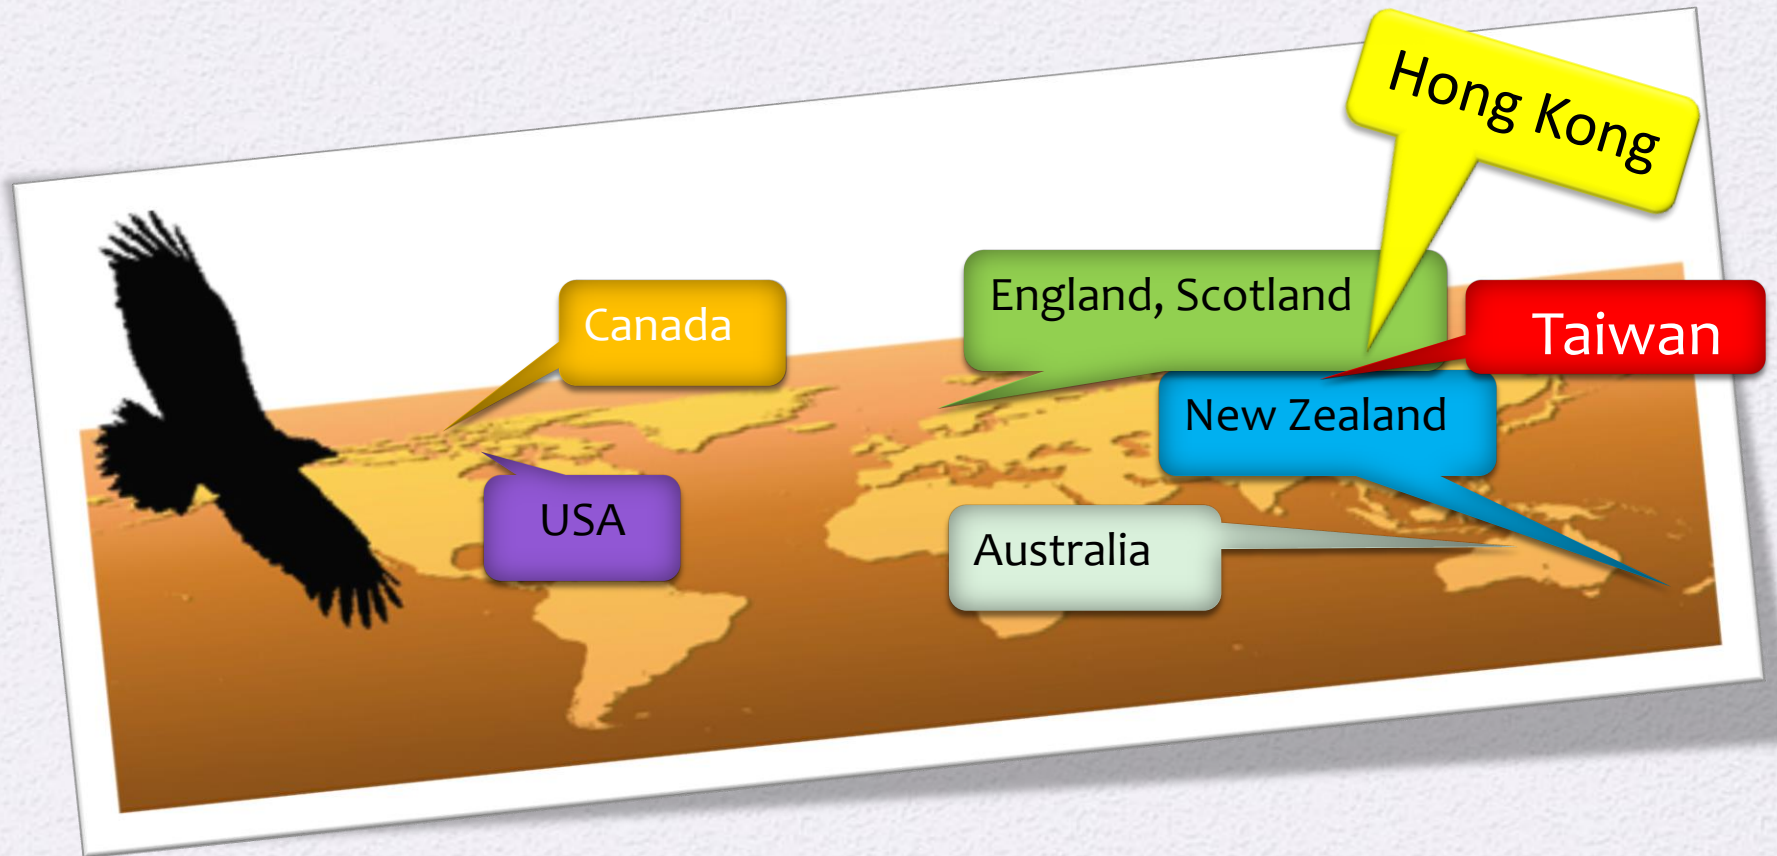 Hong Kong
England, Scotland
Canada
Taiwan
New Zealand
USA
Australia